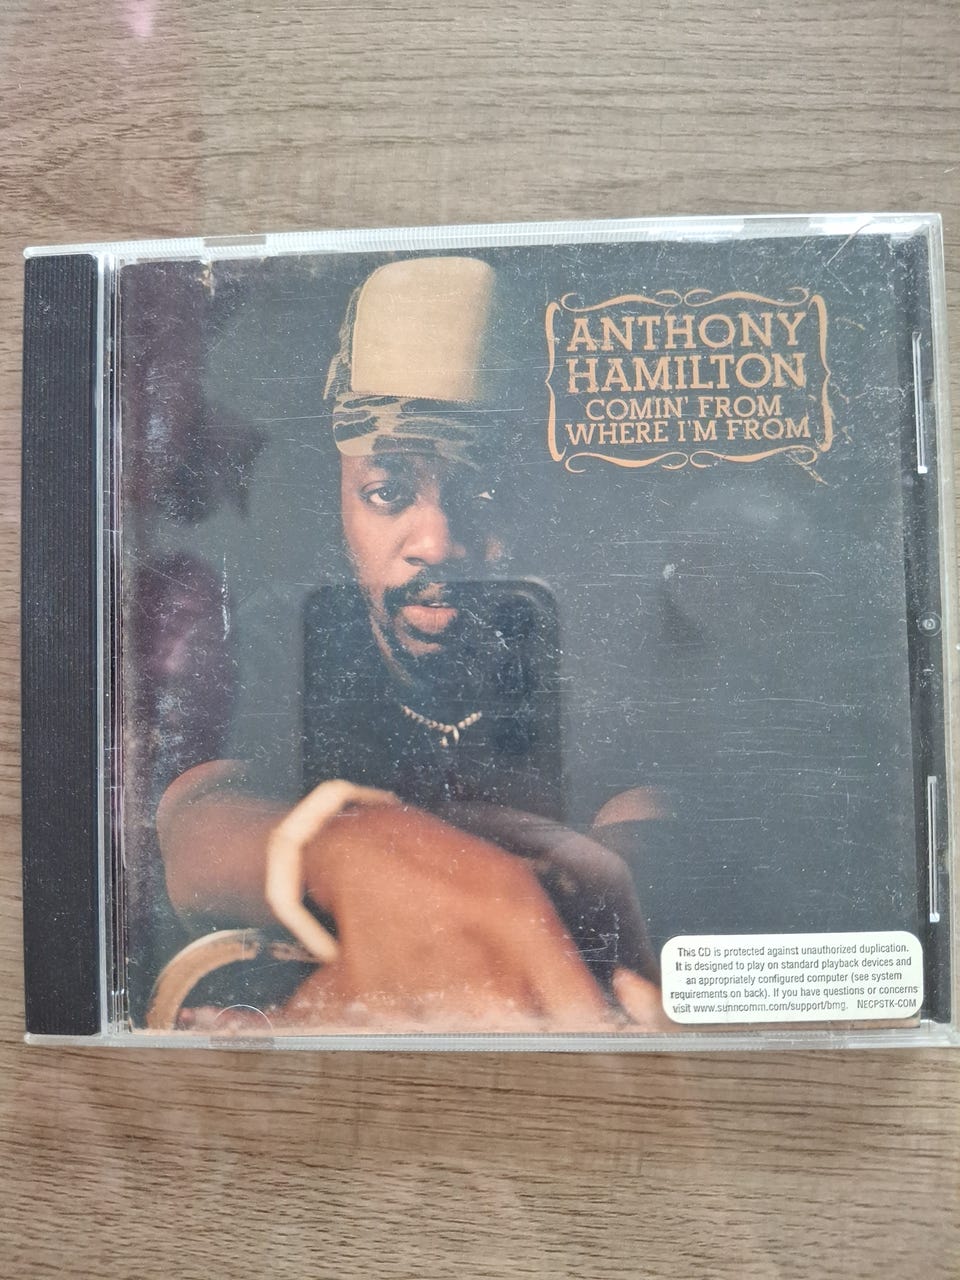 ANTHONY
HAMILTON
COMIN' FROM
WHERE I'M FROM
This CD is protected against unauthorized duplication.
It is designed to play on standard playback devices and
an appropriately configured computer (see system
requirements on back). If you have questions or concerns
visit www.sunncomm.com/support/bmg. NECPSTK-COM